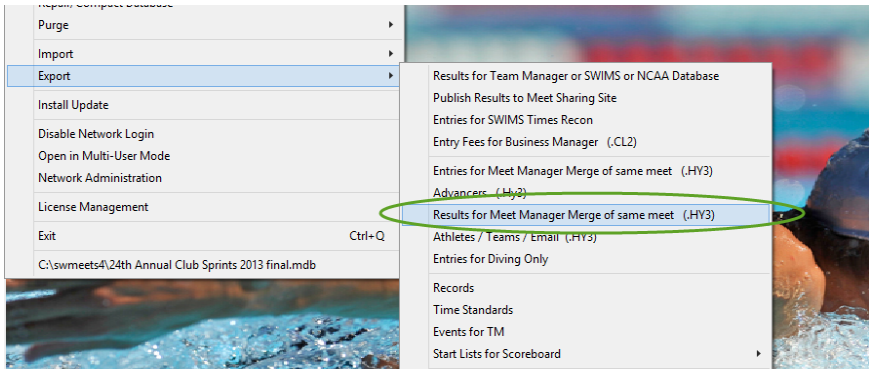 Repair/Compact Database
Purge
Import
Export
Install Update
Disable Network Login
Open in Multi-User Mode
Network Administration
License Management
Exit Ctrl+Q
C:\swmeets4\24th Annual Club Sprints 2013 final.mdb
Results for Team Manager or SWIMS or NCAA Database
Publish Results to Meet Sharing Site
Entries for SWIMS Times Recon
Entry Fees for Business Manager (.CL2)
Entries for Meet Manager Merge of same meet (.HY3)
Advancers (.Hy3)
Results for Meet Manager Merge of same meet (.HY3)
Athletes / Teams / Email (.HY3)
Entries for Diving Only
Records
Time Standards
Events for TM
Start Lists for Scoreboard